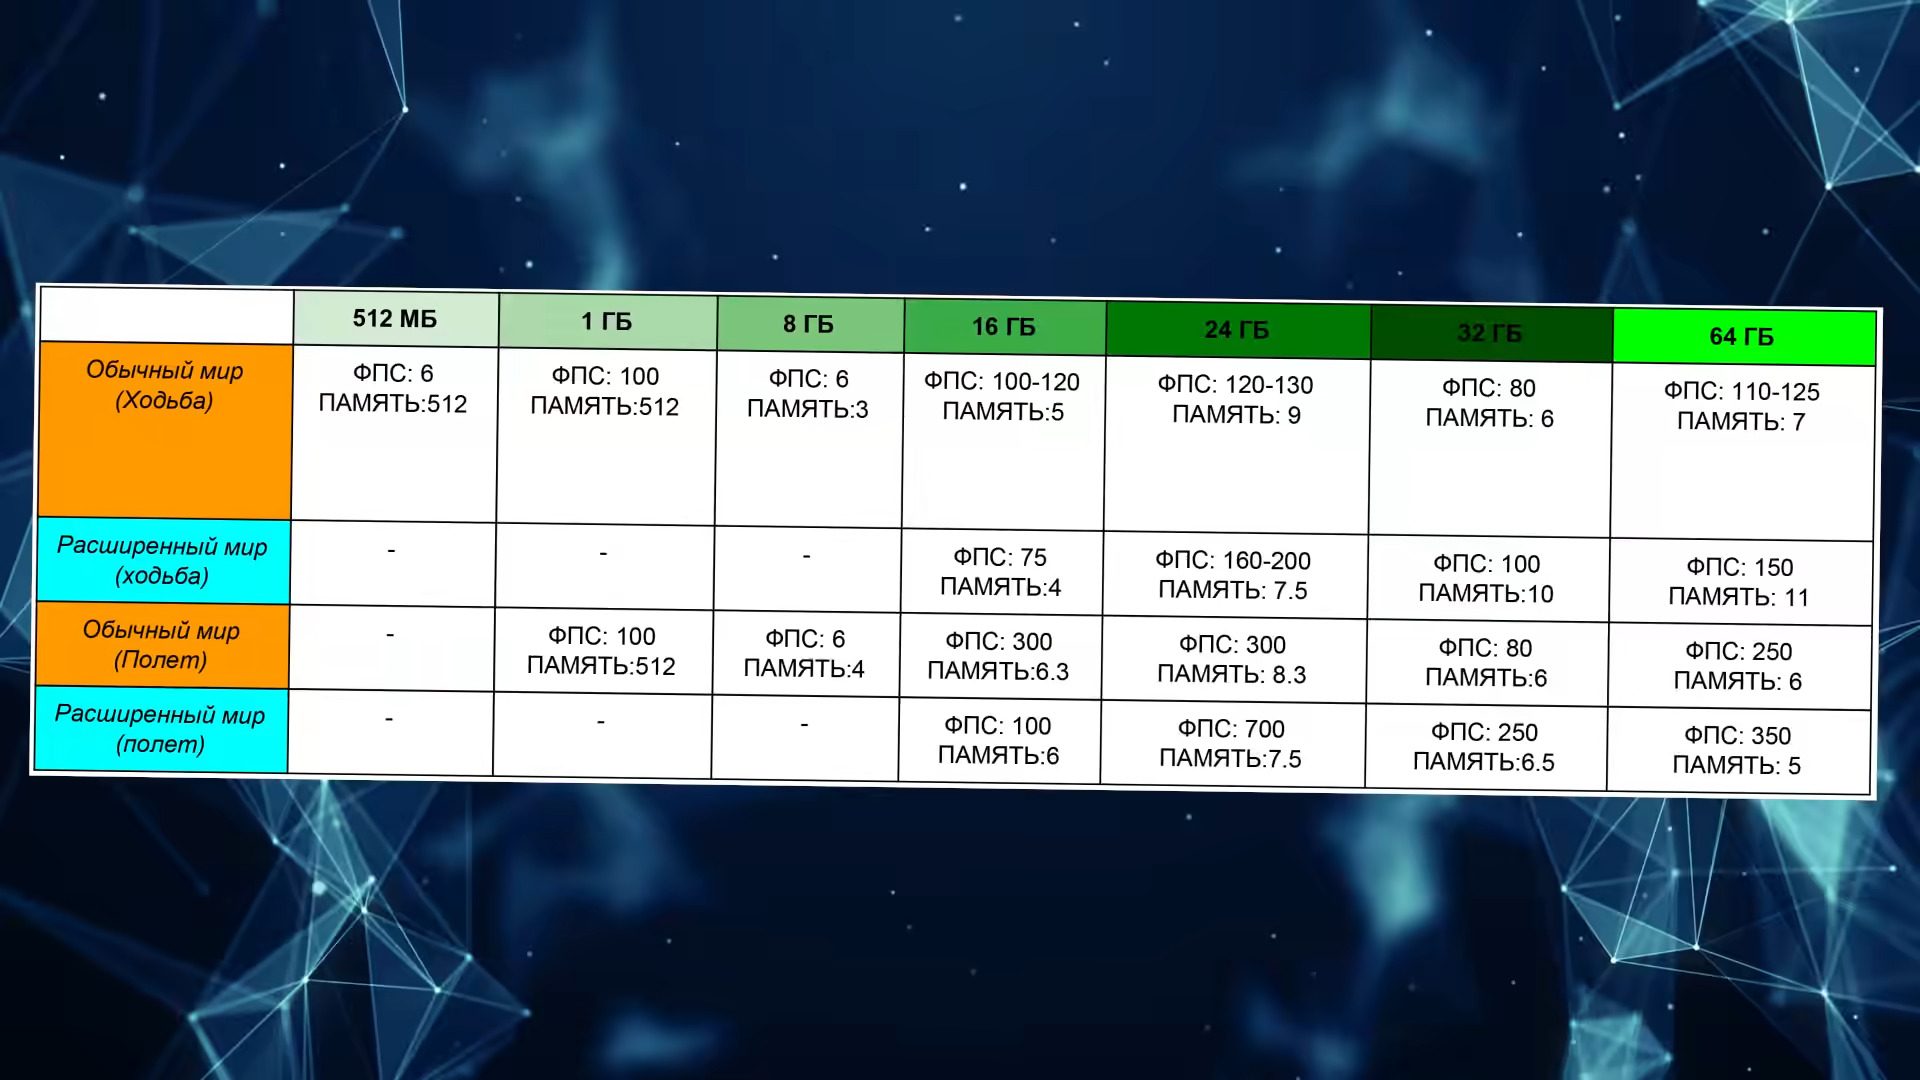 512 МБ
1 ГБ
8 ГБ
16 ГБ
24 ГБ
32 ГБ
64 ГБ
Обычный мир
(Ходьба)
ФПС: 6
ПАМЯТЬ:512
ФПС: 100
ПАМЯТЬ:512
ФПС: 6
ПАМЯТЬ:3
ФПС: 100-120
ПАМЯТЬ:5
ФПС: 120-130
ПАМЯТЬ: 9
ФПС: 80
ПАМЯТЬ: 6
ФПС: 110-125
ПАМЯТЬ: 7
Расширенный мир
(ходьба)
-
-
-
ФПС: 75
ПАМЯТЬ:4
ФПС: 160-200
ПАМЯТЬ: 7.5
ФПС: 100
ПАМЯТЬ:10
ФПС: 150
ПАМЯТЬ: 11
Обычный мир
(Полет)
-
ФПС: 100
ПАМЯТЬ:512
ФПС: 6
ПАМЯТЬ:4
ФПС: 300
ПАМЯТЬ:6.3
ФПС: 300
ПАМЯТЬ: 8.3
ФПС: 80
ПАМЯТЬ:6
ФПС: 250
ПАМЯТЬ: 6
Расширенный мир
(полет)
-
-
-
ФПС: 100
ПАМЯТЬ:6
ФПС: 700
ПАМЯТЬ:7.5
ФПС: 250
ПАМЯТЬ:6.5
ФПС: 350
ПАМЯТЬ: 5